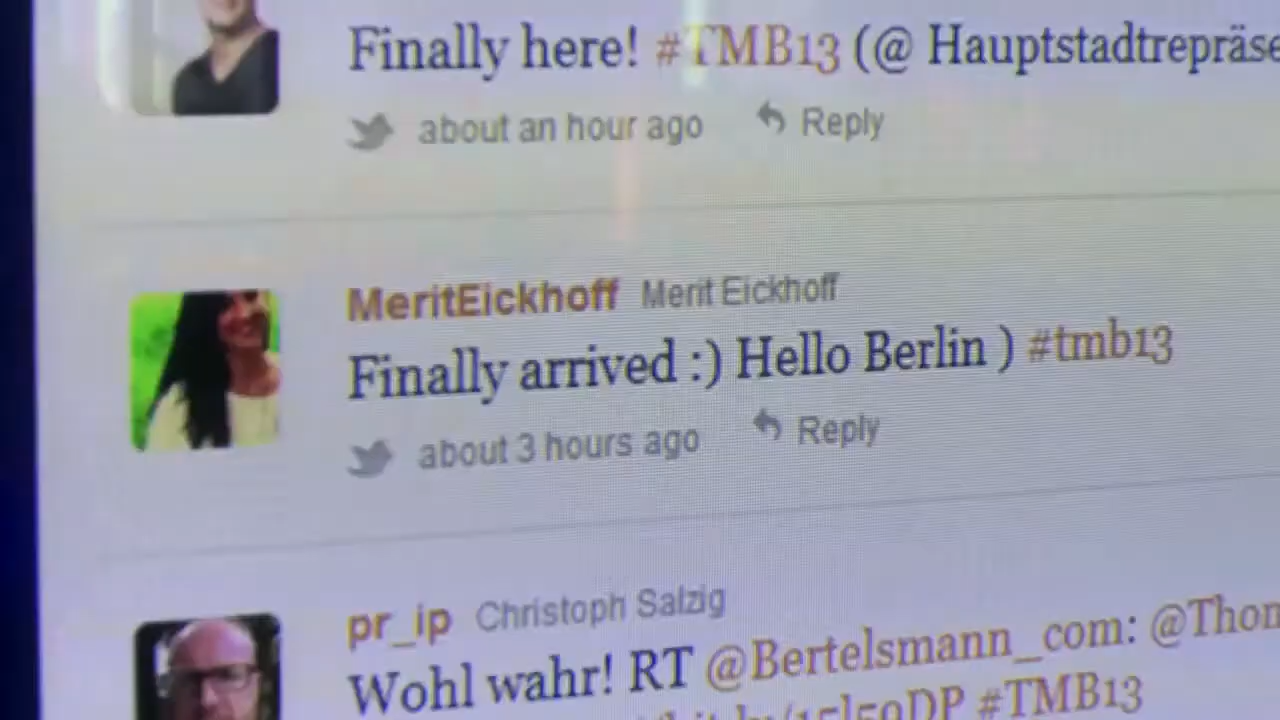 Finally here! #TMB13 (@ Hauptstadtrepräse
about an hour ago Reply
MeritEickhoff Merit Eickhoff
Finally arrived :) Hello Berlin ) #tmb13
about 3 hours ago Reply
pr_ip Christoph Salzig
Wohl wahr! RT @Bertelsmann_com: @Thom
#TMB13